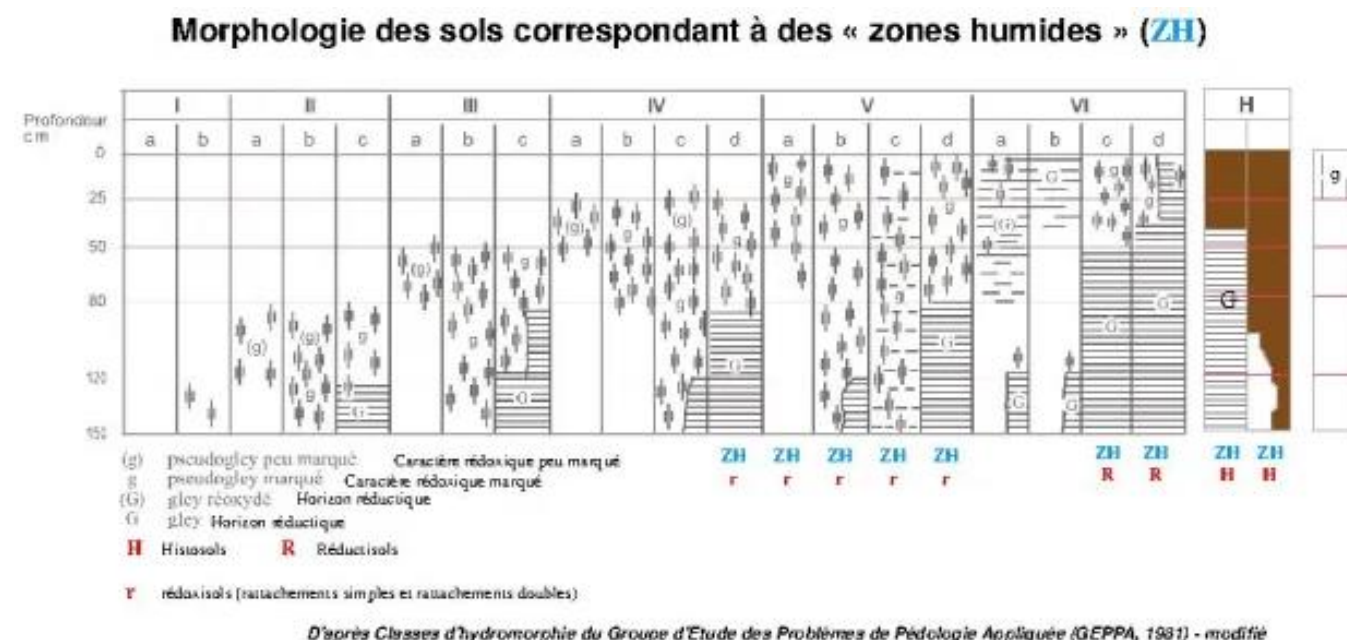 Morphologie des sols correspondant à des « zones humides » (ZH)
I II III IV V VI H
Profondeur
cm
a b a b c a b c a b c d a b c d a b c d
0
25
50
80
120
150
(g) (g) g g (g) g g (g) g (g) g g g g g g g (G) G g g g G
(g) g G G G G G G G G G
ZH ZH ZH ZH ZH ZH ZH ZH ZH
r r r r r R R H H
(g) pseudogley peu marqué Caractère rédoxique peu marqué
g pseudogley marqué Caractère rédoxique marqué
(G) gley réoxydé Horizon réductique
G gley Horizon réductique
H Histosols R Réductisols
r rédoxisols (rattachements simples et rattachements doubles)
D'après Classes d'hydromorphie du Groupe d'Etude des Problèmes de Pédologie Appliquée (GEPPA, 1981) - modifié